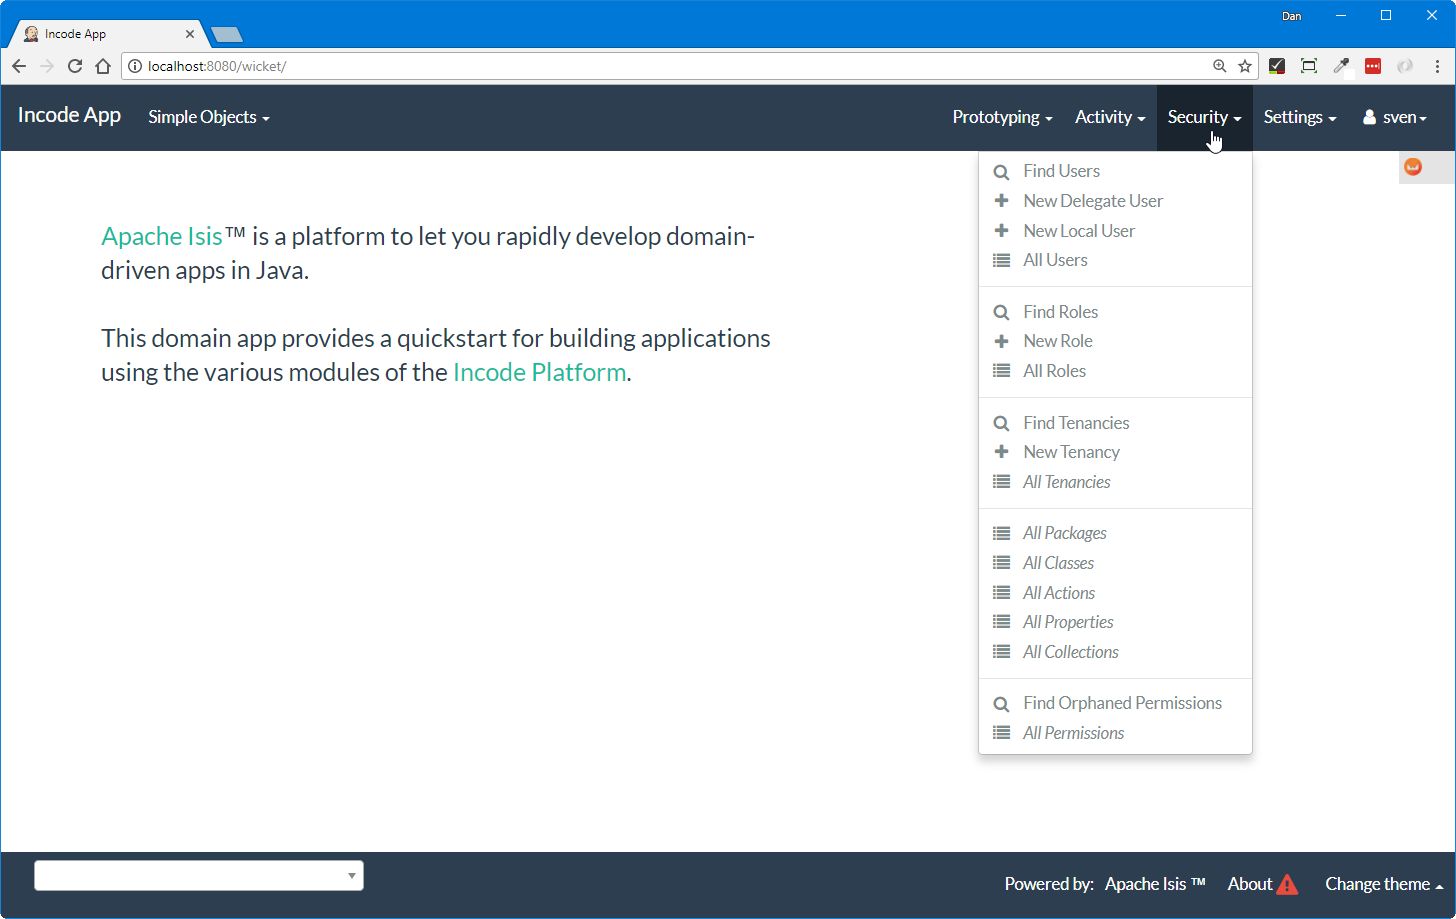 Dan
Incode App
localhost:8080/wicket/
Incode App Simple Objects Prototyping Activity Security Settings sven
Find Users
New Delegate User
New Local User
All Users
Find Roles
New Role
All Roles
Find Tenancies
New Tenancy
All Tenancies
All Packages
All Classes
All Actions
All Properties
All Collections
Find Orphaned Permissions
All Permissions
Apache Isis™ is a platform to let you rapidly develop domain-
driven apps in Java.
This domain app provides a quickstart for building applications
using the various modules of the Incode Platform.
Powered by: Apache Isis ™ About Change theme